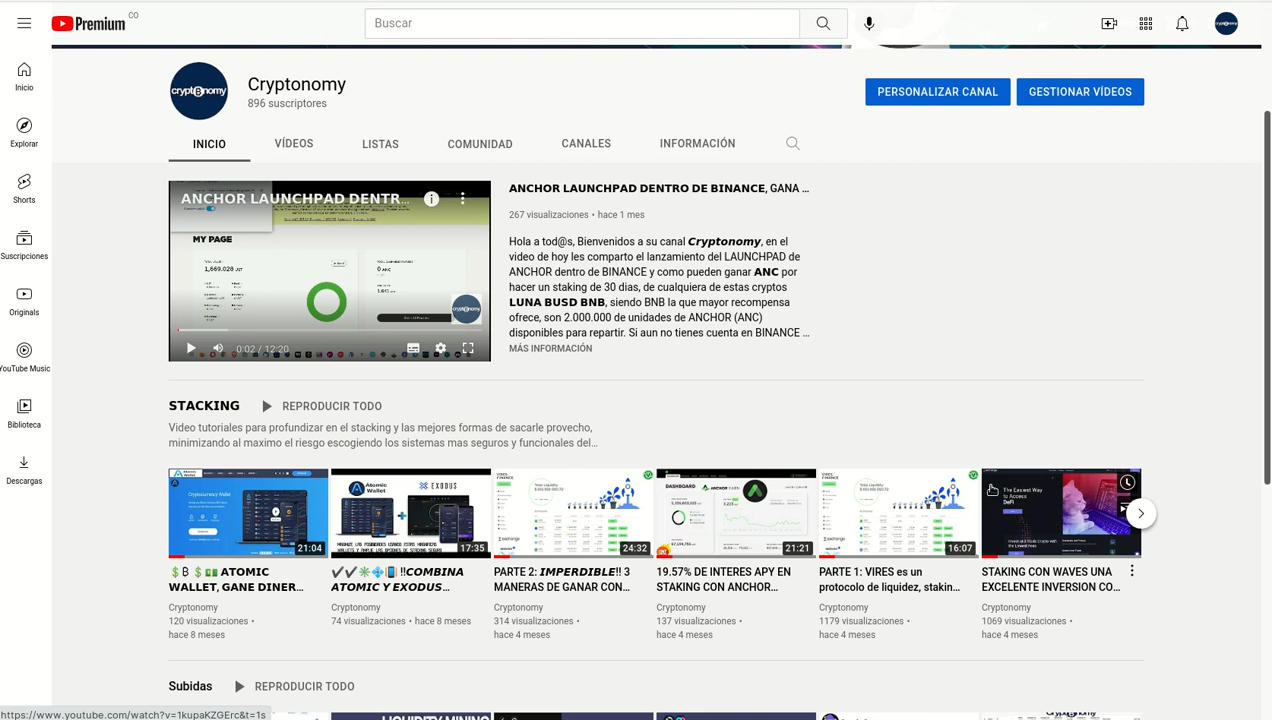 Premium CO
Buscar
Inicio
Explorar
Shorts
Suscripciones
Originals
YouTube Music
Biblioteca
Descargas
cryptonomy
Cryptonomy
896 suscriptores
PERSONALIZAR CANAL
GESTIONAR VÍDEOS
INICIO
VÍDEOS
LISTAS
COMUNIDAD
CANALES
INFORMACIÓN
ANCHOR LAUNCHPAD DENTR...
MY PAGE
0:02 / 12:20
ANCHOR LAUNCHPAD DENTRO DE BINANCE, GANA ...
267 visualizaciones • hace 1 mes
Hola a tod@s, Bienvenidos a su canal Cryptonomy, en el
video de hoy les comparto el lanzamiento del LAUNCHPAD de
ANCHOR dentro de BINANCE y como pueden ganar ANC por
hacer un staking de 30 dias, de cualquiera de estas cryptos
LUNA BUSD BNB, siendo BNB la que mayor recompensa
ofrece, son 2.000.000 de unidades de ANCHOR (ANC)
disponibles para repartir. Si aun no tienes cuenta en BINANCE ...
MÁS INFORMACIÓN
STACKING
REPRODUCIR TODO
Video tutoriales para profundizar en el stacking y las mejores formas de sacarle provecho,
minimizando al maximo el riesgo escogiendo los sistemas mas seguros y funcionales del...
21:04
Atomic Wallet
EXODUS
17:35
24:32
DASHBOARD
21:21
16:07
The Easiest Way
to Access
DeFi
$ ₿ $ ATOMIC
WALLET, GANE DINER...
Cryptonomy
120 visualizaciones •
hace 8 meses
✔✔✳💠📱 ‼COMBINA
ATOMIC Y EXODUS...
Cryptonomy
74 visualizaciones • hace 8 meses
PARTE 2: IMPERDIBLE!! 3
MANERAS DE GANAR CON...
Cryptonomy
314 visualizaciones •
hace 4 meses
19.57% DE INTERES APY EN
STAKING CON ANCHOR...
Cryptonomy
137 visualizaciones •
hace 4 meses
PARTE 1: VIRES es un
protocolo de liquidez, stakin...
Cryptonomy
1179 visualizaciones •
hace 4 meses
STAKING CON WAVES UNA
EXCELENTE INVERSION CO...
Cryptonomy
1069 visualizaciones •
hace 4 meses
Subidas
REPRODUCIR TODO
https://www.youtube.com/watch?v=1kupaKZGErc&t=1s